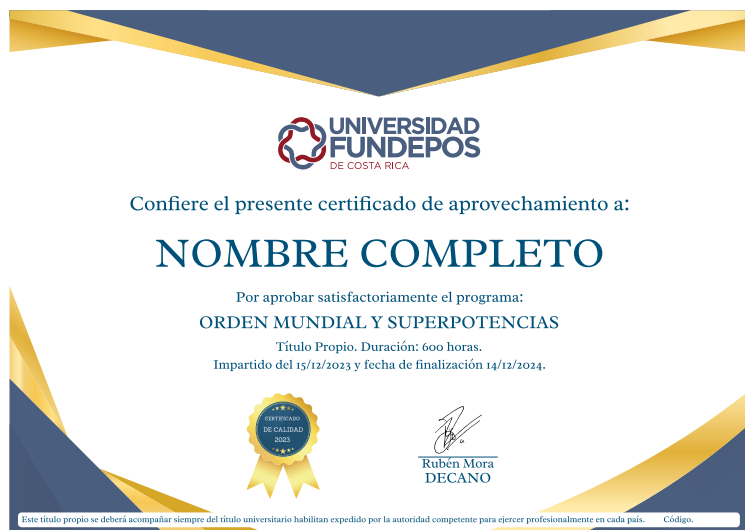 UNIVERSIDAD
FUNDEPOS
DE COSTA RICA
Confiere el presente certificado de aprovechamiento a:
NOMBRE COMPLETO
Por aprobar satisfactoriamente el programa:
ORDEN MUNDIAL Y SUPERPOTENCIAS
Título Propio. Duración: 600 horas.
Impartido del 15/12/2023 y fecha de finalización 14/12/2024.
CERTIFICADO
DE CALIDAD
2023
Rubén Mora
DECANO
Este título propio se deberá acompañar siempre del título universitario habilitan expedido por la autoridad competente para ejercer profesionalmente en cada país. Código.